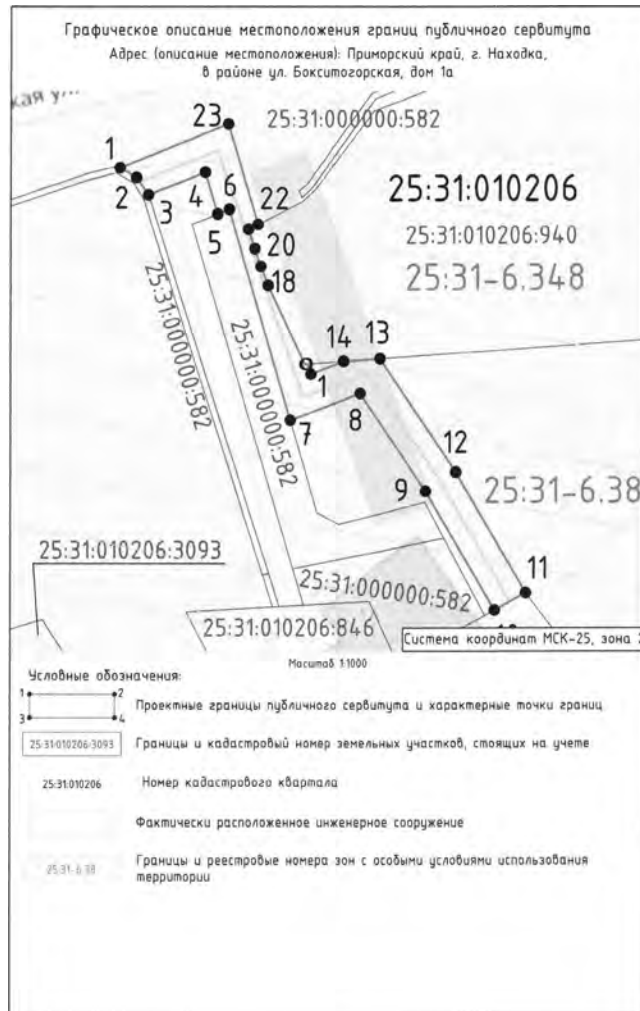 Графическое описание местоположения границ публичного сервитута
Адрес (описание местоположения): Приморский край, г. Находка,
в районе ул. Бокситогорская, дом 1а
23
25:31:000000:582
1
2
3
4
6
5
22
20
18
25:31:010206
25:31:010206:940
25:31-6.348
25:31:000000:582
25:31:000000:582
14
13
1
7
8
12
9
25:31-6.38
25:31:010206:3093
25:31:000000:582
11
25:31:010206:846
Система координат МСК-25, зона
Масштаб 1:1000
Условные обозначения:
1
2
3
4
Проектные границы публичного сервитута и характерные точки границ
25:31:010206:3093
Границы и кадастровый номер земельных участков, стоящих на учете
25:31:010206
Номер кадастрового квартала
Фактически расположенное инженерное сооружение
25:31-6.38
Границы и реестровые номера зон с особыми условиями использования
территории